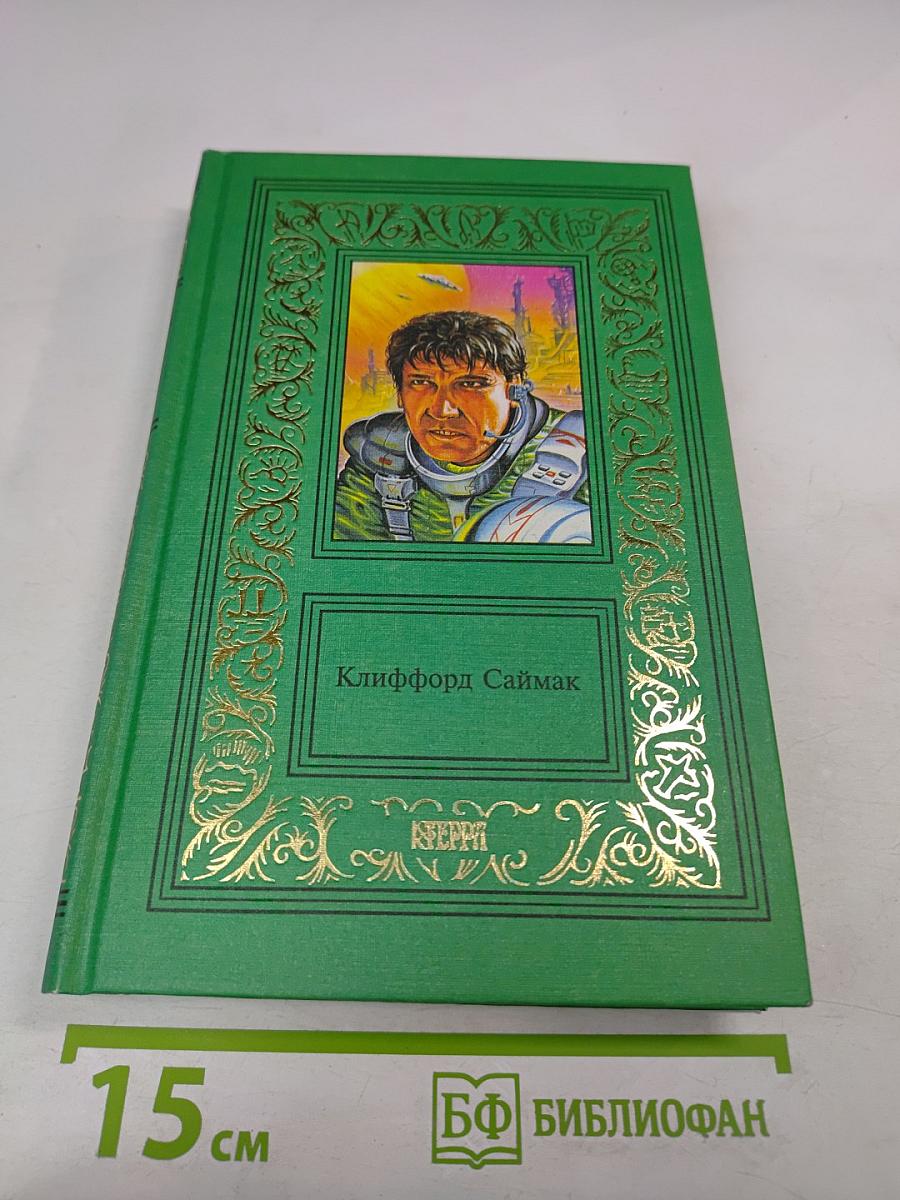 Клиффорд Саймак
ТЕРРА
15 см
БФ БИБЛИОФАН